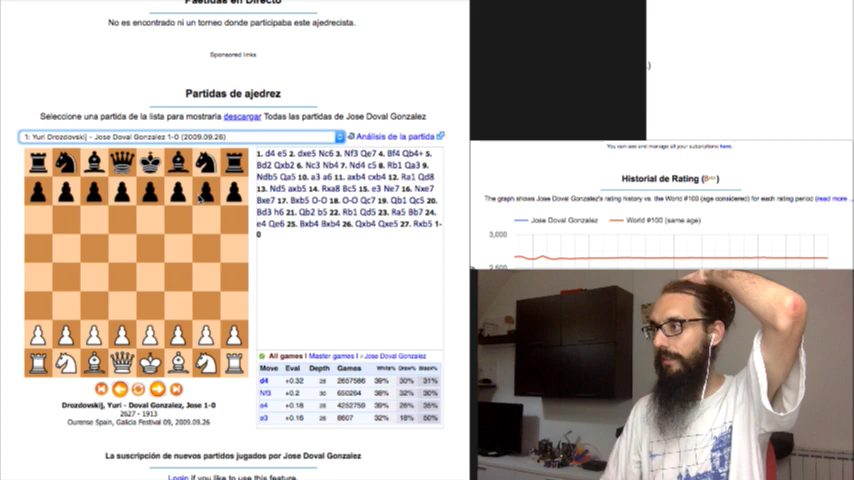 Partidas en Directo
No es encontrado ni un torneo donde participaba este ajedrecista.
Sponsored links
Partidas de ajedrez
Seleccione una partida de la lista para mostrarla descargar Todas las partidas de Jose Doval Gonzalez
1: Yuri Drozdovskij - Jose Doval Gonzalez 1-0 (2009.09.26)
Análisis de la partida
1. d4 e5 2. dxe5 Nc6 3. Nf3 Qe7 4. Bf4 Qb4+ 5.
Bd2 Qxb2 6. Nc3 Nb4 7. Nd4 c5 8. Rb1 Qa3 9.
Ndb5 Qa5 10. a3 a6 11. axb4 cxb4 12. Ra1 Qd8
13. Nd5 axb5 14. Rxa8 Bc5 15. e3 Ne7 16. Nxe7
Bxe7 17. Bxb5 O-O 18. O-O Qc7 19. Qb1 Qc5 20.
Bd3 h6 21. Qb2 b5 22. Rb1 Qd5 23. Ra5 Bb7 24.
e4 Qe6 25. Bxb4 Bxb4 26. Qxb4 Qxe5 27. Rxb5 1-
0
All games | Master games | Jose Doval Gonzalez
Move Eval Depth Games White% Draw% Black%
d4 +0.32 28 2657586 39% 30% 31%
Nf3 +0.2 30 650264 38% 32% 30%
e4 +0.18 28 4252759 39% 26% 35%
e3 +0.16 28 8607 32% 18% 50%
Drozdovskij, Yuri - Doval Gonzalez, Jose 1-0
2627 - 1913
Ourense Spain, Galicia Festival 09, 2009.09.26
La suscripción de nuevos partidos jugados por Jose Doval Gonzalez
Login if you like to use this feature.
.)
You can see and manage all your subscriptions here.
Historial de Rating
The graph shows Jose Doval Gonzalez's rating history vs. the World #100 (age considered) for each rating period (read more ..
Jose Doval Gonzalez World #100 (same age)
3,000
2,500